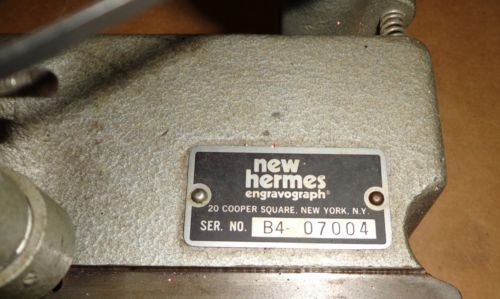 new
hermes
engravograph®
20 COOPER SQUARE, NEW YORK, N.Y.
SER. NO. B4- 07004